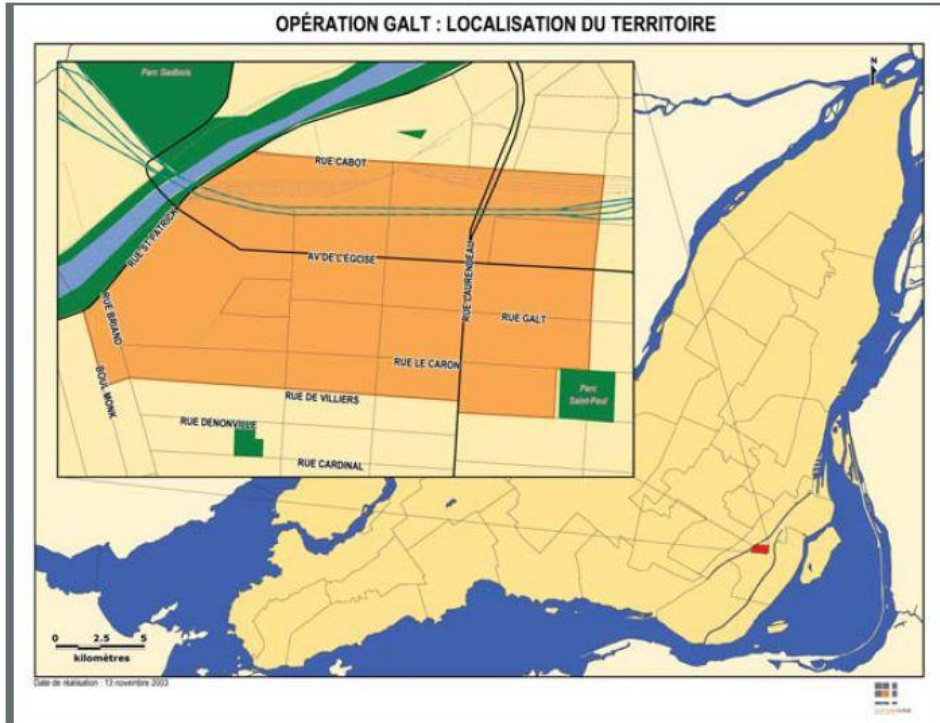 OPÉRATION GALT : LOCALISATION DU TERRITOIRE
N
Parc Gadbois
RUE CABOT
RUE ST PATRICK
AV DE L'ÉGLISE
RUE LAURENDEAU
RUE BRIAND
RUE GALT
BOUL MONK
RUE LE CARON
RUE DE VILLIERS
Parc
Saint-Paul
RUE DENONVILLE
RUE CARDINAL
0 2.5 5
kilomètres
Date de réalisation : 13 novembre 2003